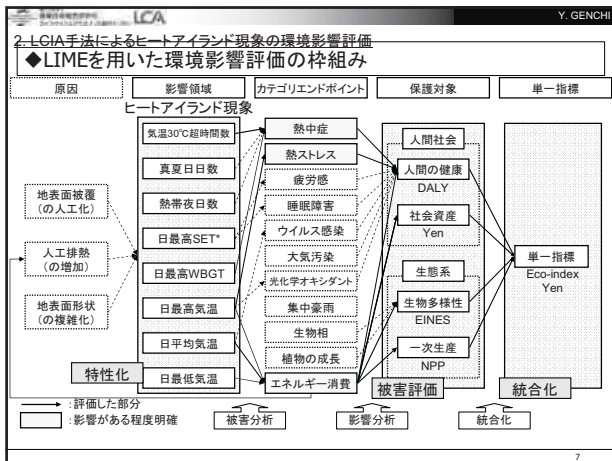 LCA
Y. GENCHI
2. LCIA手法によるヒートアイランド現象の環境影響評価
◆LIMEを用いた環境影響評価の枠組み
原因
影響領域
カテゴリエンドポイント
保護対象
単一指標
ヒートアイランド現象
地表面被覆
(の人工化)
人工排熱
(の増加)
地表面形状
(の複雑化)
気温30℃超時間数
真夏日日数
熱帯夜日数
日最高SET*
日最高WBGT
日最高気温
日平均気温
日最低気温
特性化
熱中症
熱ストレス
疲労感
睡眠障害
ウイルス感染
大気汚染
光化学オキシダント
集中豪雨
生物相
植物の成長
エネルギー消費
人間社会
人間の健康
DALY
社会資産
Yen
生態系
生物多様性
EINES
一次生産
NPP
被害評価
単一指標
Eco-index
Yen
統合化
:評価した部分
:影響がある程度明確
被害分析
影響分析
統合化
7